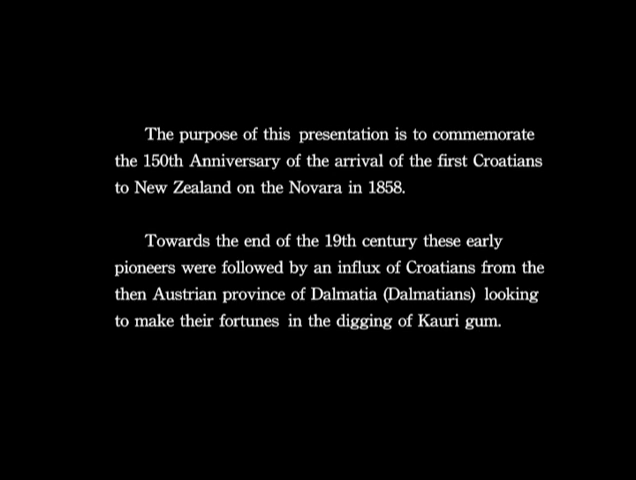 The purpose of this presentation is to commemorate
the 150th Anniversary of the arrival of the first Croatians
to New Zealand on the Novara in 1858.
Towards the end of the 19th century these early
pioneers were followed by an influx of Croatians from the
then Austrian province of Dalmatia (Dalmatians) looking
to make their fortunes in the digging of Kauri gum.